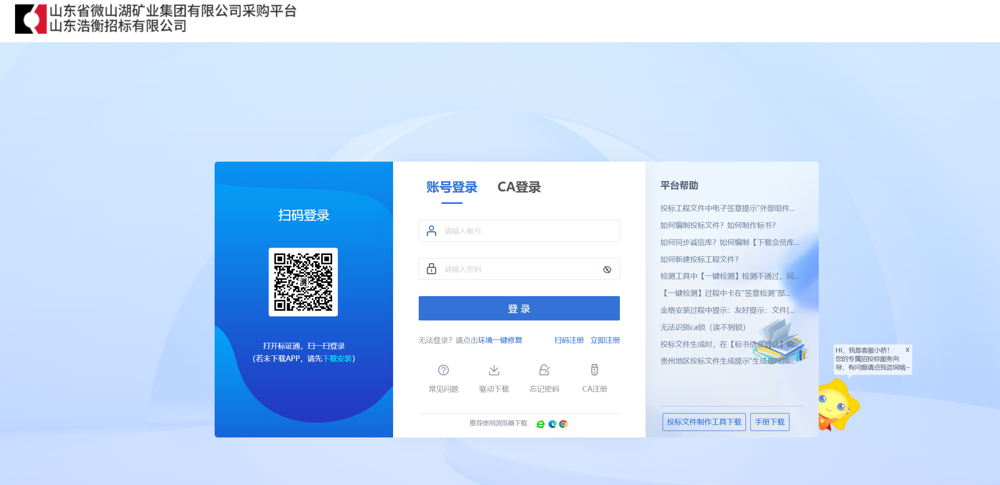 山东省微山湖矿业集团有限公司采购平台
山东浩衡招标有限公司
扫码登录
测
打开标证通，扫一扫登录
（若未下载APP，请先下载安装）
账号登录 CA登录
请输入账号
请输入密码
登 录
无法登录？请点击环境一键修复 扫码注册 立即注册
常见问题 驱动下载 忘记密码 CA注册
推荐使用浏览器下载
平台帮助
投标工程文件中电子签章提示“外部组件...
如何编制投标文件？如何制作标书？
如何同步诚信库？如何编制【下载会员库...
如何新建投标工程文件？
检测工具中【一键检测】检测不通过，同...
【一键检测】过程中卡在“签章检测”部...
金格安装过程中提示：友好提示：文件[...
无法识别ca锁（读不到锁）
投标文件生成时，在【标书信息确认】窗...
贵州地区投标文件生成提示“生成最终加...
投标文件制作工具下载 手册下载
HI，我是客服小桥！ x
您的专属招投标服务向
导，有问题请点我咨询哦~